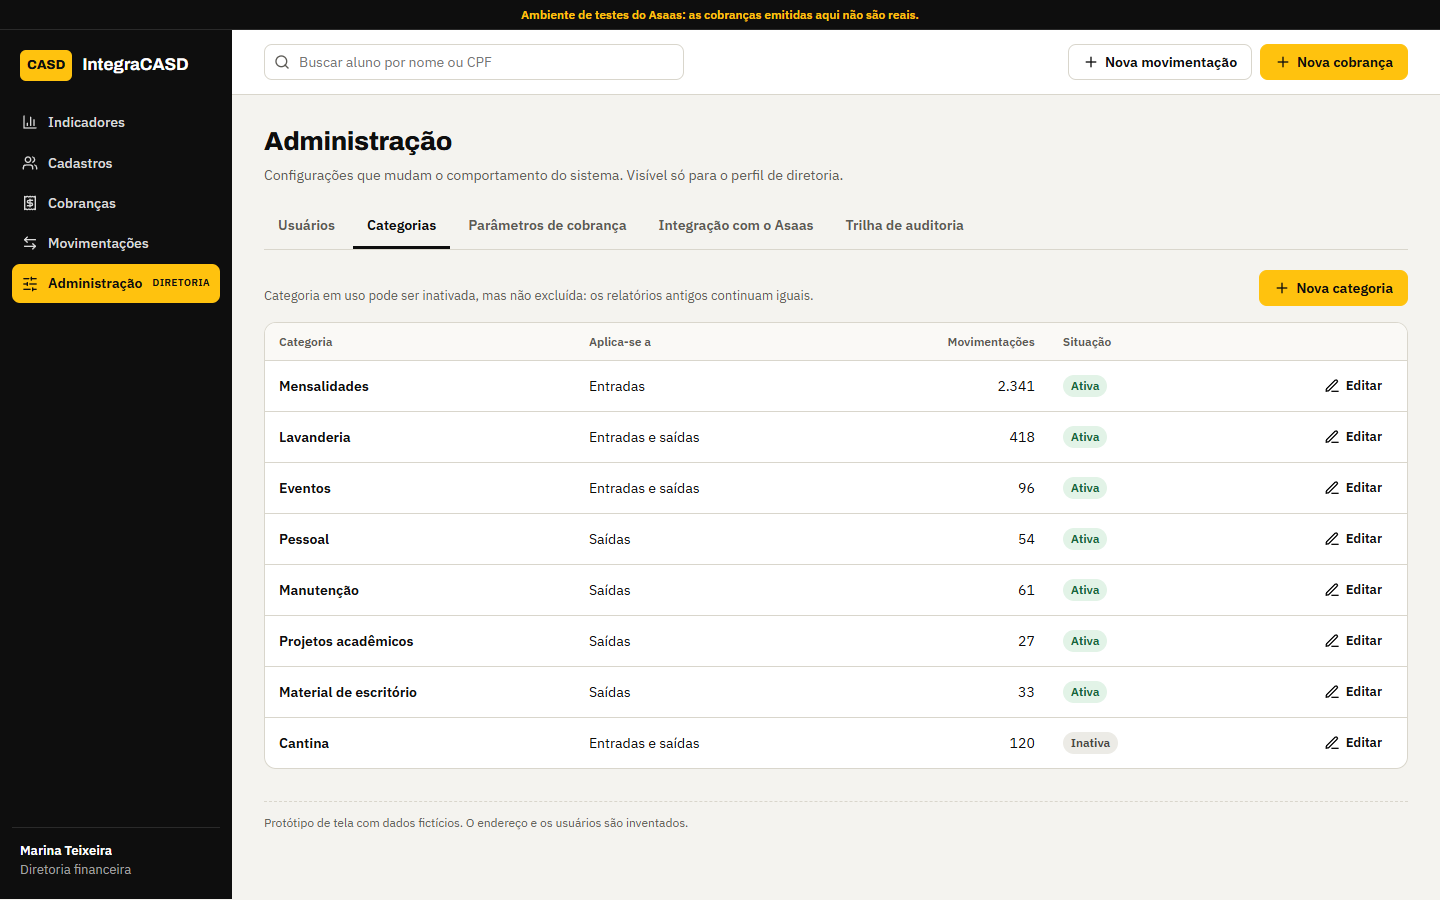 Ambiente de testes do Asaas: as cobranças emitidas aqui não são reais.
CASD IntegraCASD
Indicadores
Cadastros
Cobranças
Movimentações
Administração DIRETORIA
Marina Teixeira
Diretoria financeira
Buscar aluno por nome ou CPF
Nova movimentação
Nova cobrança
Administração
Configurações que mudam o comportamento do sistema. Visível só para o perfil de diretoria.
Usuários Categorias Parâmetros de cobrança Integração com o Asaas Trilha de auditoria
Categoria em uso pode ser inativada, mas não excluída: os relatórios antigos continuam iguais.
Nova categoria
Categoria Aplica-se a Movimentações Situação
Mensalidades Entradas 2.341 Ativa Editar
Lavanderia Entradas e saídas 418 Ativa Editar
Eventos Entradas e saídas 96 Ativa Editar
Pessoal Saídas 54 Ativa Editar
Manutenção Saídas 61 Ativa Editar
Projetos acadêmicos Saídas 27 Ativa Editar
Material de escritório Saídas 33 Ativa Editar
Cantina Entradas e saídas 120 Inativa Editar
Protótipo de tela com dados fictícios. O endereço e os usuários são inventados.